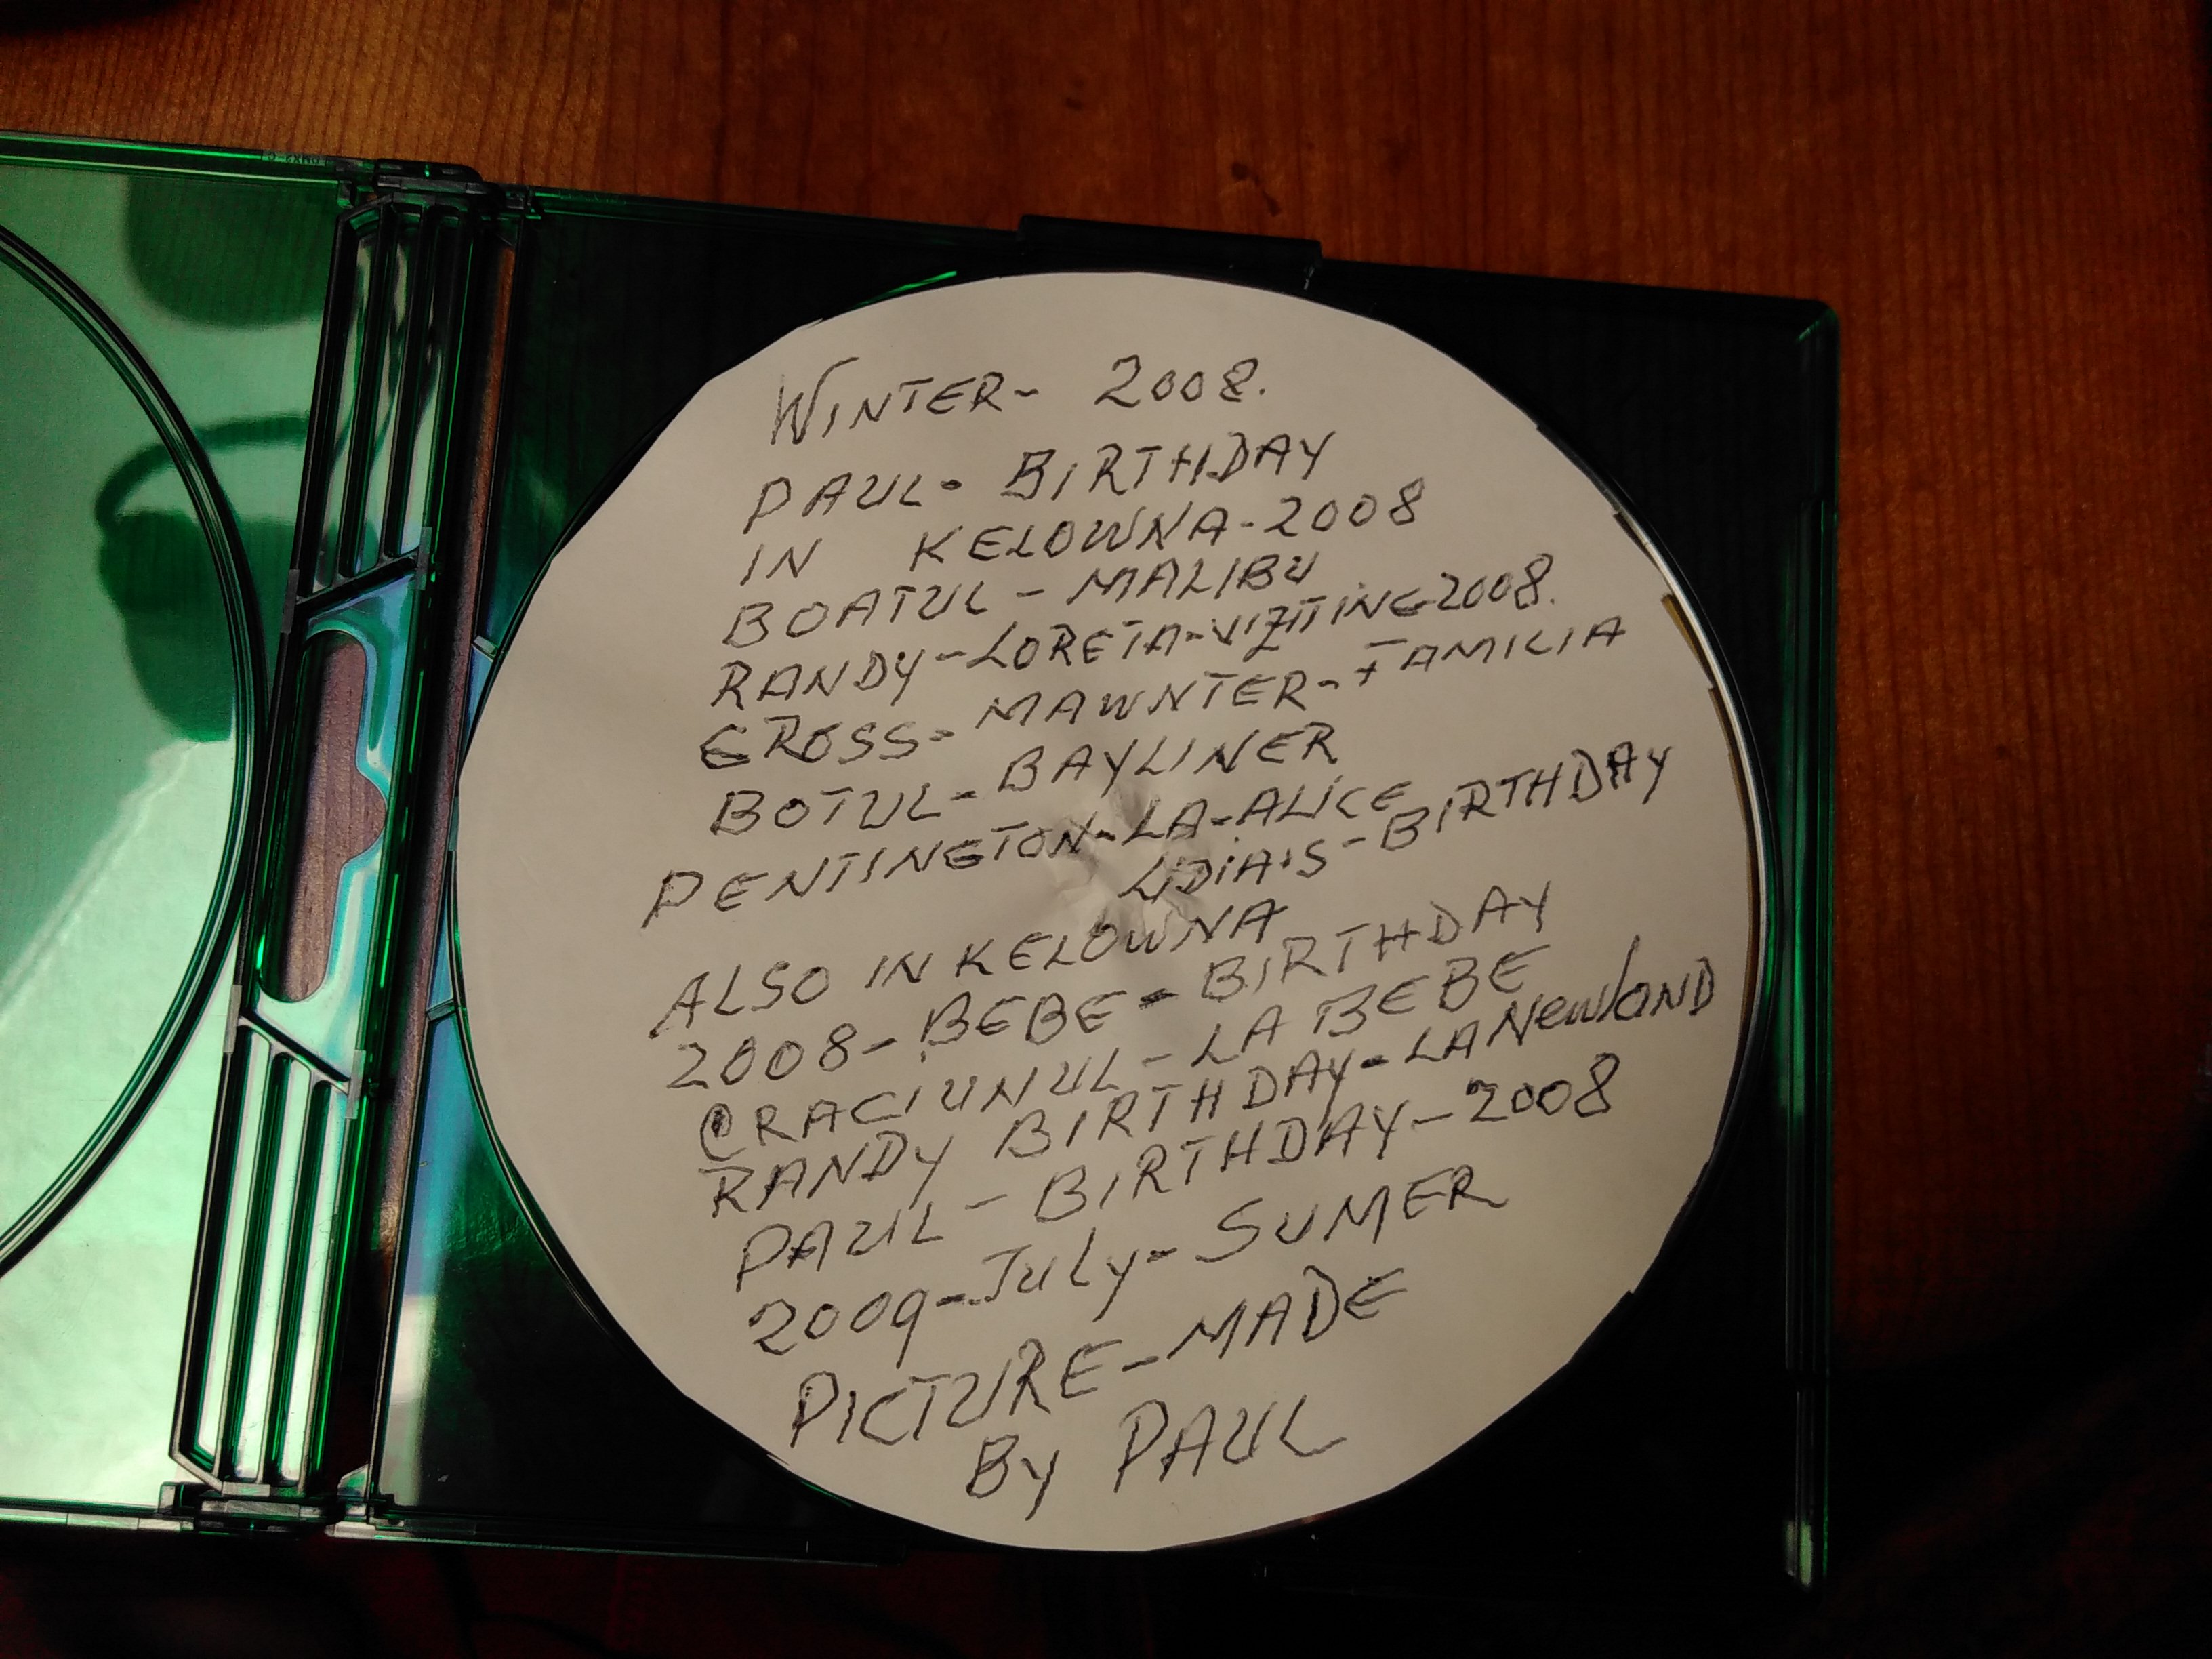 WINTER- 2008.
PAUL- BIRTHDAY
IN KELOWNA-2008
BOATUL - MALIBU
RANDY-LORETA-VIZITING-2008.
GROSS- MAWNTER- FAMILIA
BOTUL- BAYLINER
PENTINGTON-LA-ALICE
LIDIA'S-BIRTHDAY
ALSO IN KELOWNA
2008-BEBE-BIRTHDAY
CRACIUNUL-LA BEBE
RANDY BIRTHDAY-LA NEWlAND
PAUL-BIRTHDAY-2008
2009-July-SUMER
PICTURE-MADE
By PAUL